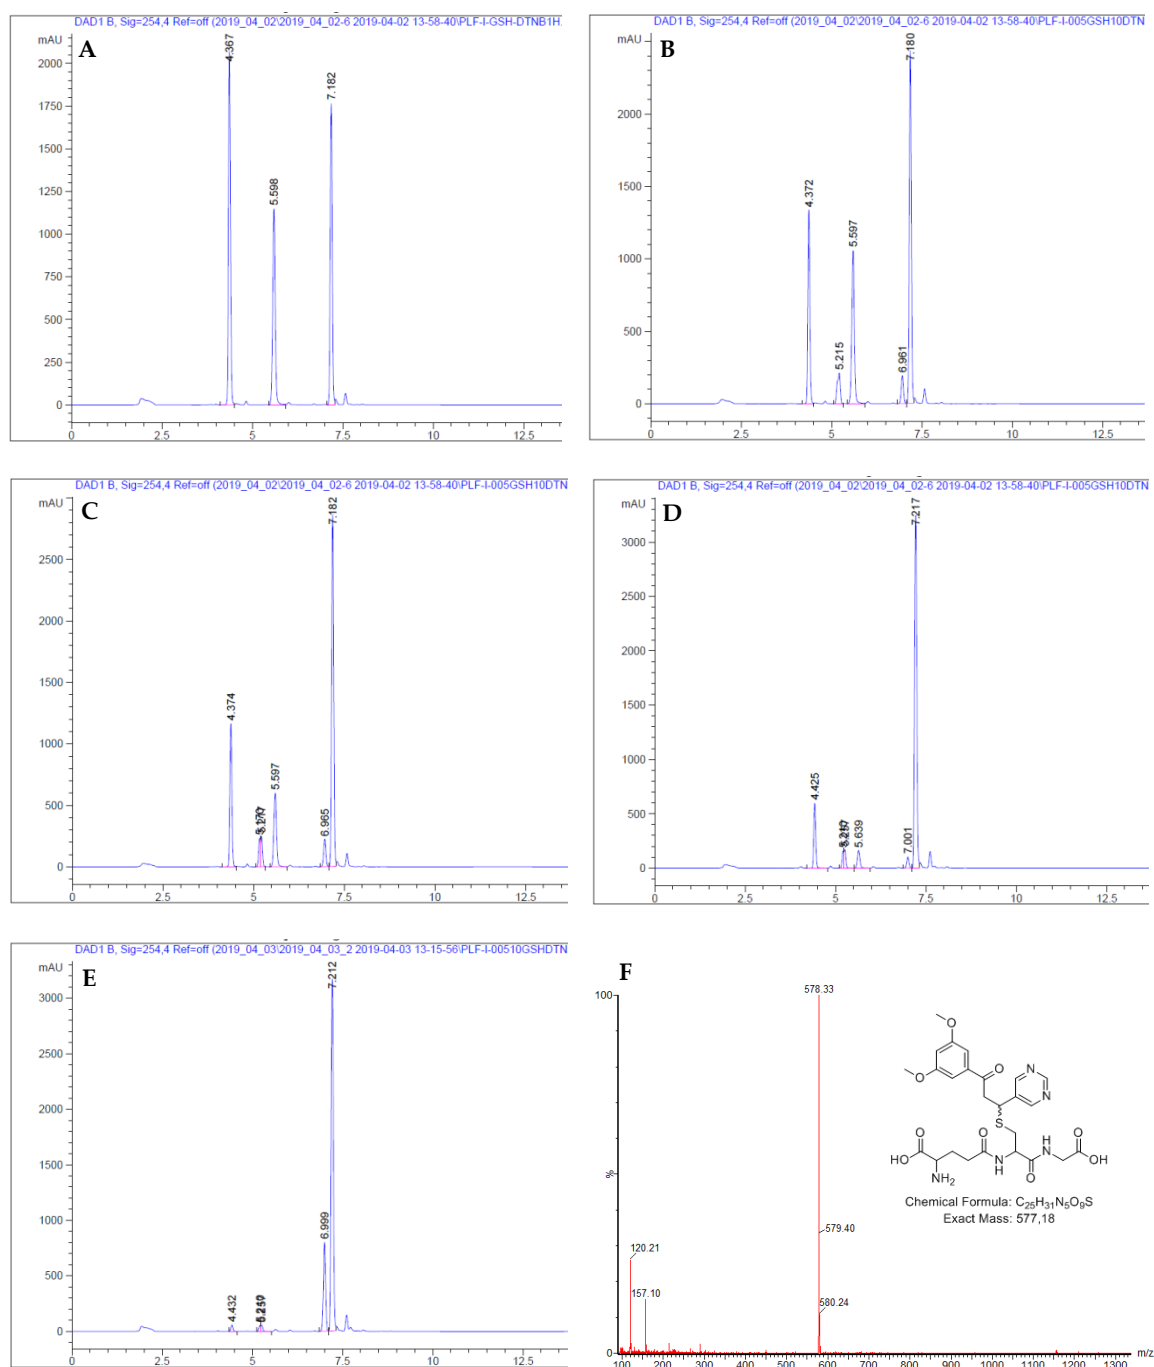 DAD1 B, Sig=254,4 Ref=off (2019_04_02\2019_04_02-6 2019-04-02 13-58-40\PLF-I-GSH-DTNB1H.
mAU
A
4.367
5.598
7.182
2000
1750
1500
1250
1000
750
500
250
0
0 2.5 5 7.5 10 12.5
DAD1 B, Sig=254,4 Ref=off (2019_04_02\2019_04_02-6 2019-04-02 13-58-40\PLF-I-005GSH10DTN
mAU
B
4.372
5.215
5.597
6.961
7.180
2000
1500
1000
500
0
0 2.5 5 7.5 10 12.5
DAD1 B, Sig=254,4 Ref=off (2019_04_02\2019_04_02-6 2019-04-02 13-58-40\PLF-I-005GSH10DTN
mAU
C
4.374
5.597
6.965
7.182
2500
2000
1500
1000
500
0
0 2.5 5 7.5 10 12.5
DAD1 B, Sig=254,4 Ref=off (2019_04_02\2019_04_02-6 2019-04-02 13-58-40\PLF-I-005GSH10DTN
mAU
D
4.425
5.639
7.001
7.217
3000
2500
2000
1500
1000
500
0
0 2.5 5 7.5 10 12.5
DAD1 B, Sig=254,4 Ref=off (2019_04_03\2019_04_03_2 2019-04-03 13-15-56\PLF-I-00510GSHDTN
mAU
E
4.432
6.999
7.212
3000
2500
2000
1500
1000
500
0
0 2.5 5 7.5 10 12.5
F
100
%
0
578.33
579.40
580.24
120.21
157.10
O
O
O
N
N
S
O
HO
NH2
O
N
H
O
H
N
O
OH
Chemical Formula: C25H31N5O9S
Exact Mass: 577,18
100 200 300 400 500 600 700 800 900 1000 1100 1200 1300
m/z